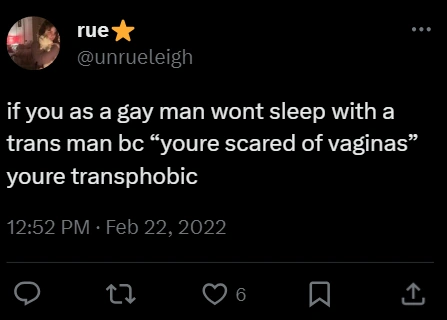 rue⭐
@unrueleigh
if you as a gay man wont sleep with a
trans man bc “youre scared of vaginas”
youre transphobic
12:52 PM · Feb 22, 2022
6